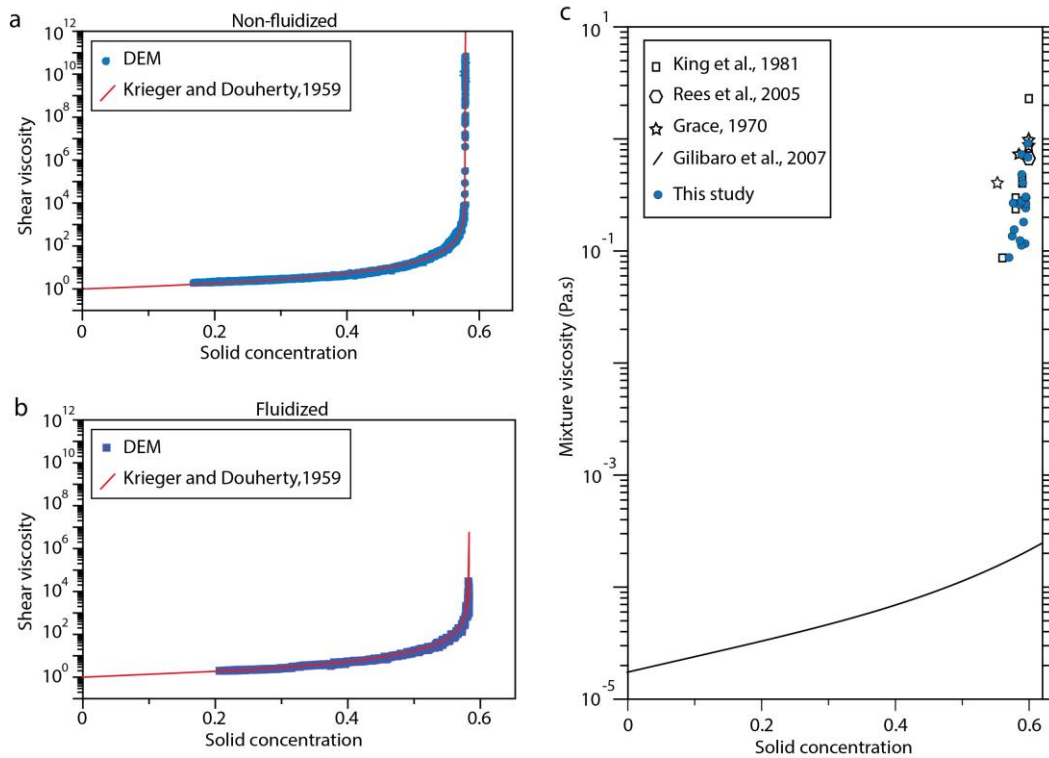 a
Non-fluidized
10^12
10^10
10^8
10^6
10^4
10^2
10^0
Shear viscosity
DEM
Krieger and Douherty,1959
0 0.2 0.4 0.6
Solid concentration
b
Fluidized
10^12
10^10
10^8
10^6
10^4
10^2
10^0
Shear viscosity
DEM
Krieger and Douherty,1959
0 0.2 0.4 0.6
Solid concentration
c
10^1
10^-1
10^-3
10^-5
Mixture viscosity (Pa.s)
King et al., 1981
Rees et al., 2005
Grace, 1970
Gilibaro et al., 2007
This study
0 0.2 0.4 0.6
Solid concentration